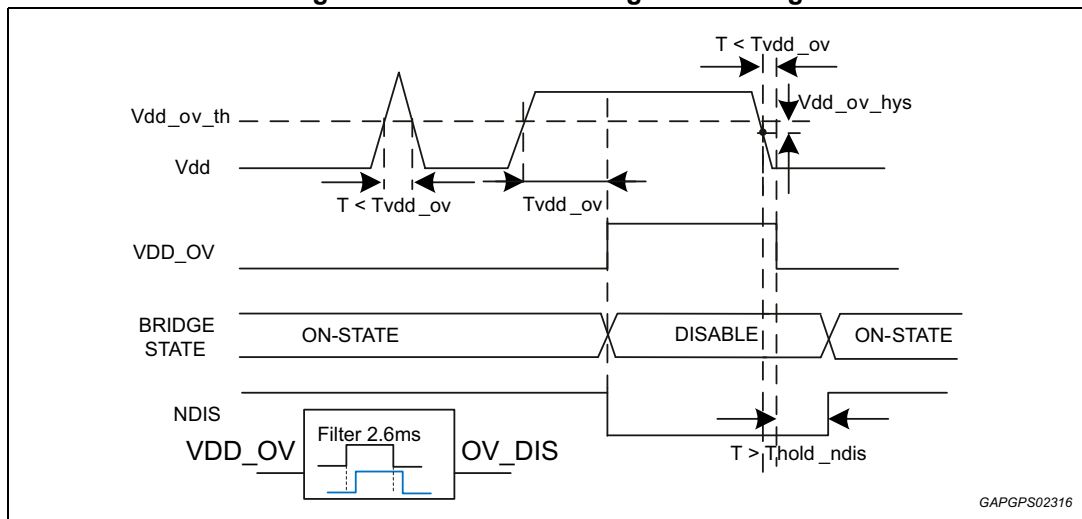 T < Tvdd_ov
Vdd_ov_hys
Vdd_ov_th
Vdd
T < Tvdd_ov
Tvdd_ov
VDD_OV
BRIDGE
STATE
ON-STATE
DISABLE
ON-STATE
NDIS
VDD_OV
Filter 2.6ms
OV_DIS
T > Thold_ndis
GAPGPS02316